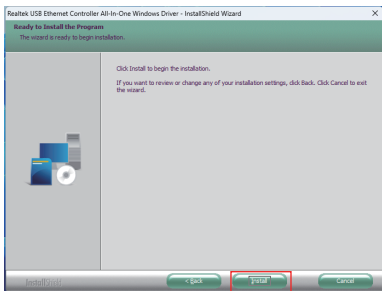 Realtek USB Ethernet Controller All-In-One Windows Driver - InstallShield Wizard
Ready to Install the Program
The wizard is ready to begin installation.
Click Install to begin the installation.
If you want to review or change any of your installation settings, click Back. Click Cancel to exit
the wizard.
InstallShield
< Back
Install
Cancel